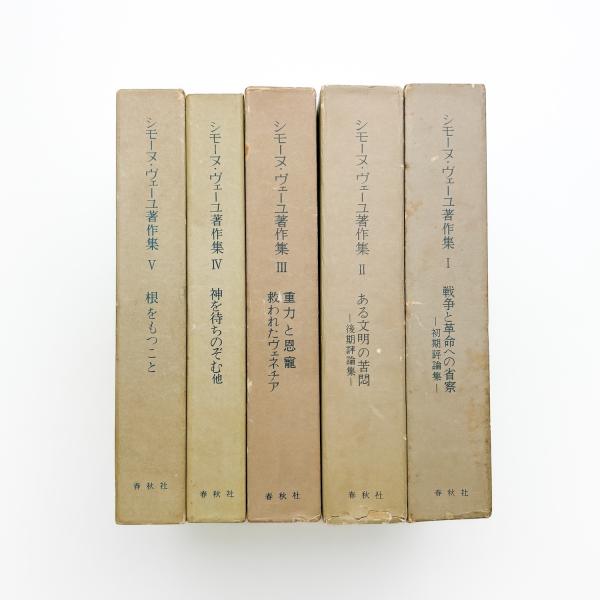 シモーヌ・ヴェーユ著作集 Ⅰ
戦争と革命への省察
―初期評論集―
春秋社
シモーヌ・ヴェーユ著作集 Ⅱ
ある文明の苦悶
―後期評論集―
春秋社
シモーヌ・ヴェーユ著作集 Ⅲ
重力と恩寵
救われたヴェネチア
春秋社
シモーヌ・ヴェーユ著作集 Ⅳ
神を待ちのぞむ他
春秋社
シモーヌ・ヴェーユ著作集 Ⅴ
根をもつこと
春秋社